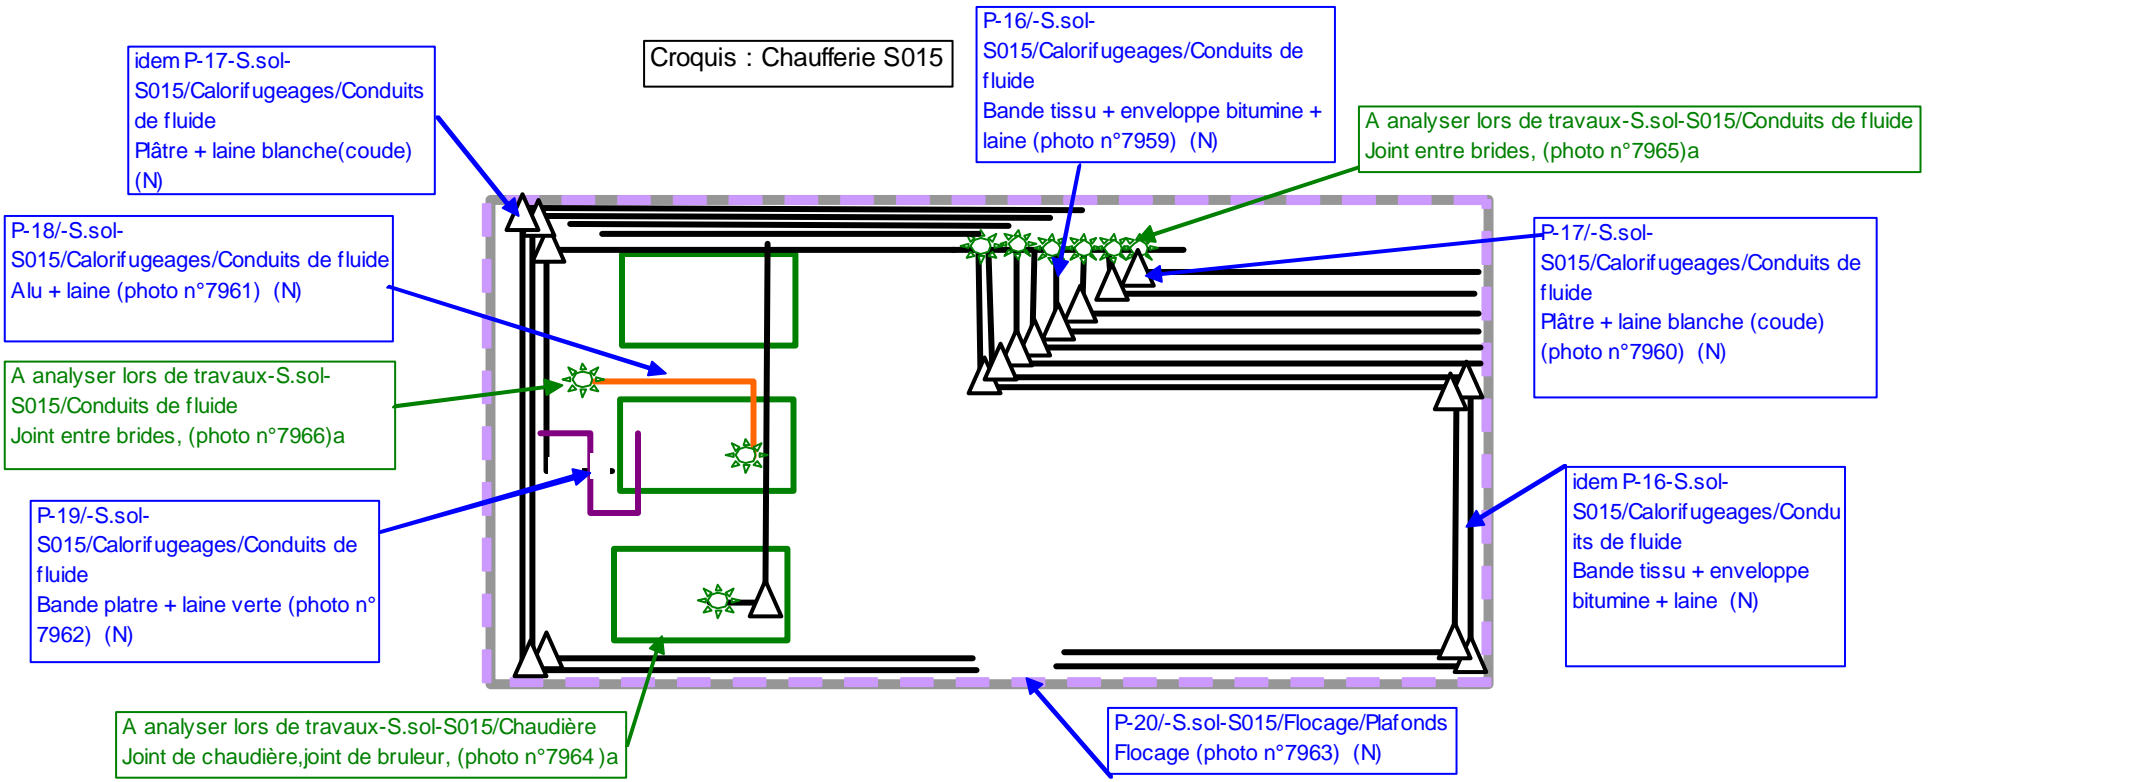 Croquis : Chaufferie S015
idem P-17-S.sol-
S015/Calorifugeages/Conduits
de fluide
Plâtre + laine blanche(coude)
(N)
P-16/-S.sol-
S015/Calorifugeages/Conduits de
fluide
Bande tissu + enveloppe bitumine +
laine (photo n°7959)  (N)
A analyser lors de travaux-S.sol-S015/Conduits de fluide
Joint entre brides, (photo n°7965)a
P-18/-S.sol-
S015/Calorifugeages/Conduits de fluide
Alu + laine (photo n°7961)  (N)
P-17/-S.sol-
S015/Calorifugeages/Conduits de
fluide
Plâtre + laine blanche (coude)
(photo n°7960)  (N)
A analyser lors de travaux-S.sol-
S015/Conduits de fluide
Joint entre brides, (photo n°7966)a
P-19/-S.sol-
S015/Calorifugeages/Conduits de
fluide
Bande platre + laine verte (photo n°
7962)  (N)
idem P-16-S.sol-
S015/Calorifugeages/Condu
its de fluide
Bande tissu + enveloppe
bitumine + laine  (N)
A analyser lors de travaux-S.sol-S015/Chaudière
Joint de chaudière,joint de bruleur, (photo n°7964 )a
P-20/-S.sol-S015/Flocage/Plafonds
Flocage (photo n°7963)  (N)